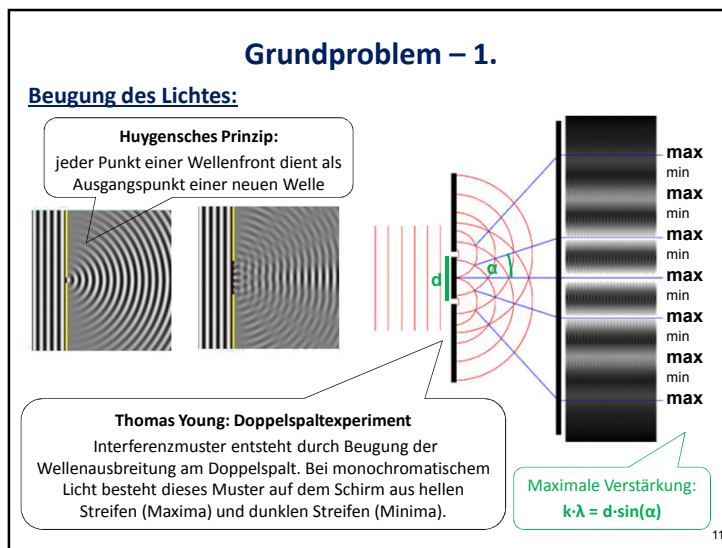 Grundproblem – 1.
Beugung des Lichtes:
Huygensches Prinzip:
jeder Punkt einer Wellenfront dient als
Ausgangspunkt einer neuen Welle
d
α
max
min
max
min
max
min
max
min
max
min
max
min
max
Thomas Young: Doppelspaltexperiment
Interferenzmuster entsteht durch Beugung der
Wellenausbreitung am Doppelspalt. Bei monochromatischem
Licht besteht dieses Muster auf dem Schirm aus hellen
Streifen (Maxima) und dunklen Streifen (Minima).
Maximale Verstärkung:
k·λ = d·sin(α)
11